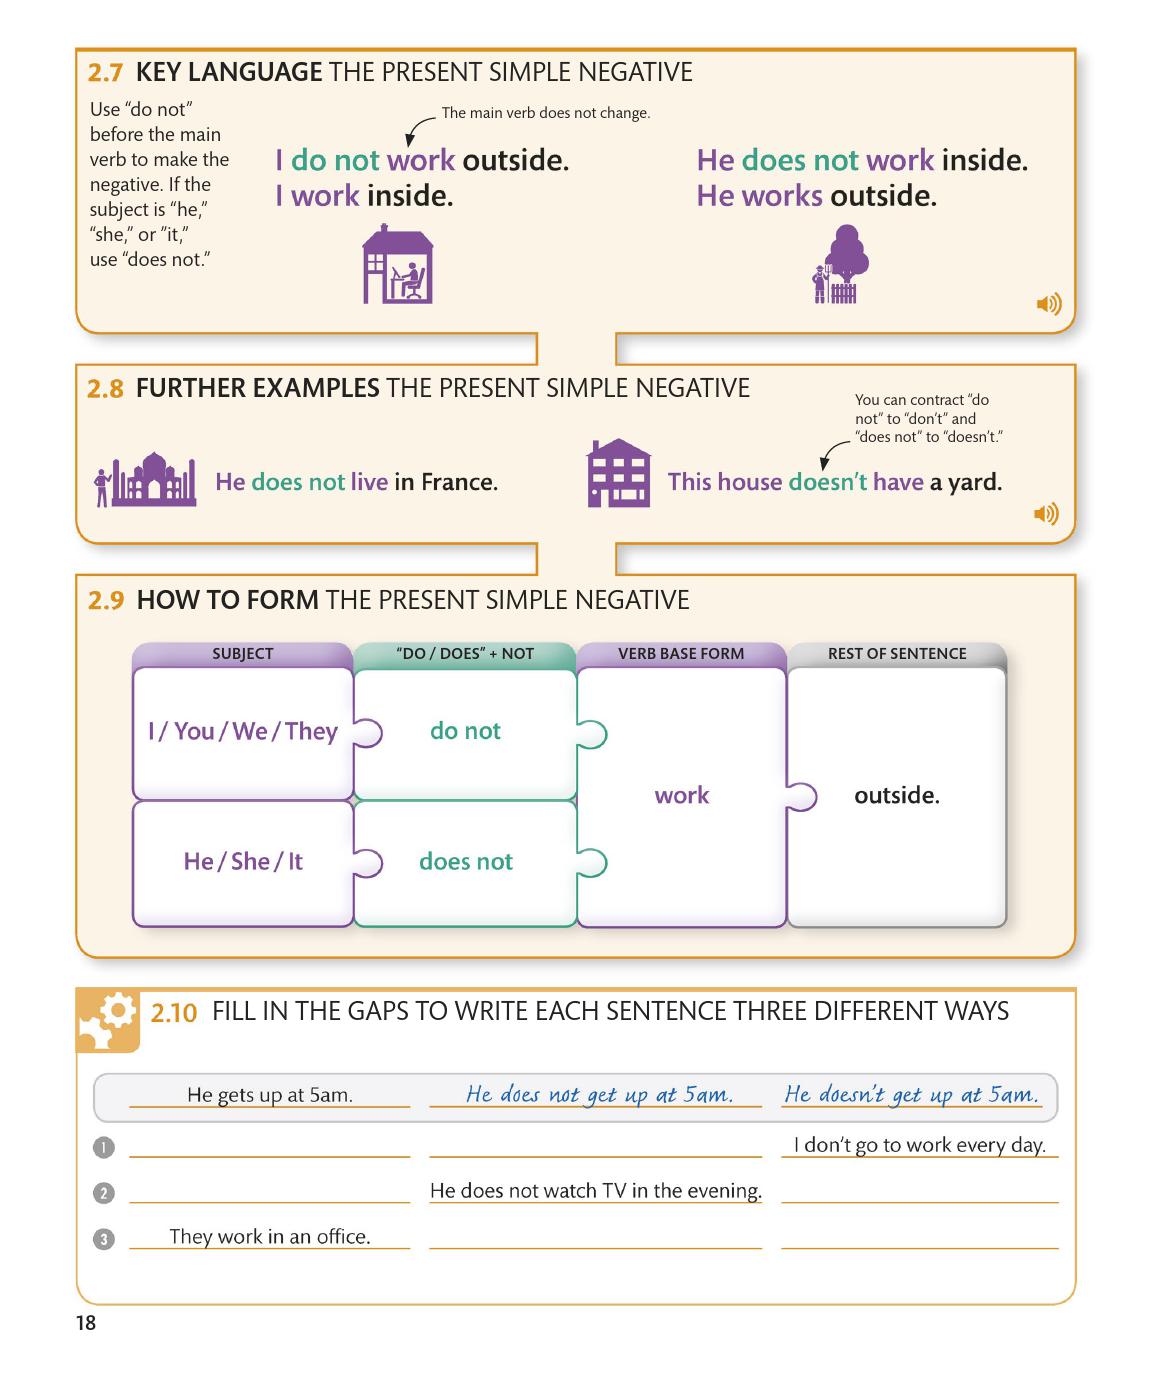 2.7 KEY LANGUAGE THE PRESENT SIMPLE NEGATIVE
Use “do not”
before the main
verb to make the
negative. If the
subject is “he,”
“she,” or ”it,”
use “does not.”
The main verb does not change.
I do not work outside.
I work inside.
He does not work inside.
He works outside.
2.8 FURTHER EXAMPLES THE PRESENT SIMPLE NEGATIVE
You can contract “do
not” to “don’t” and
“does not” to “doesn’t.”
He does not live in France.
This house doesn’t have a yard.
2.9 HOW TO FORM THE PRESENT SIMPLE NEGATIVE
SUBJECT “DO / DOES” + NOT VERB BASE FORM REST OF SENTENCE
I / You / We / They do not
work outside.
He / She / It does not
2.10 FILL IN THE GAPS TO WRITE EACH SENTENCE THREE DIFFERENT WAYS
He gets up at 5am. He does not get up at 5am. He doesn’t get up at 5am.
1 I don’t go to work every day.
2 He does not watch TV in the evening.
3 They work in an office.
18